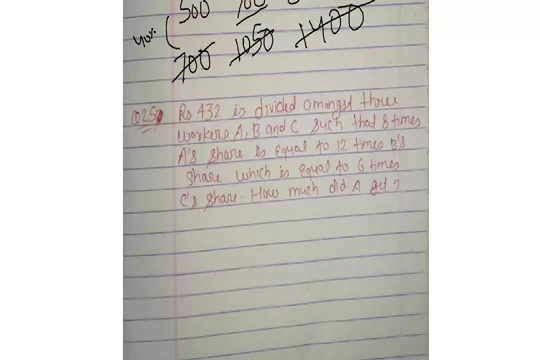 500 700
40%
700 1050 1400
Q25) Rs 432 is divided amongst three
workers A, B and C such that 8 times
A's share is equal to 12 times B's
share which is equal to 6 times
C's share. How much did A get ?